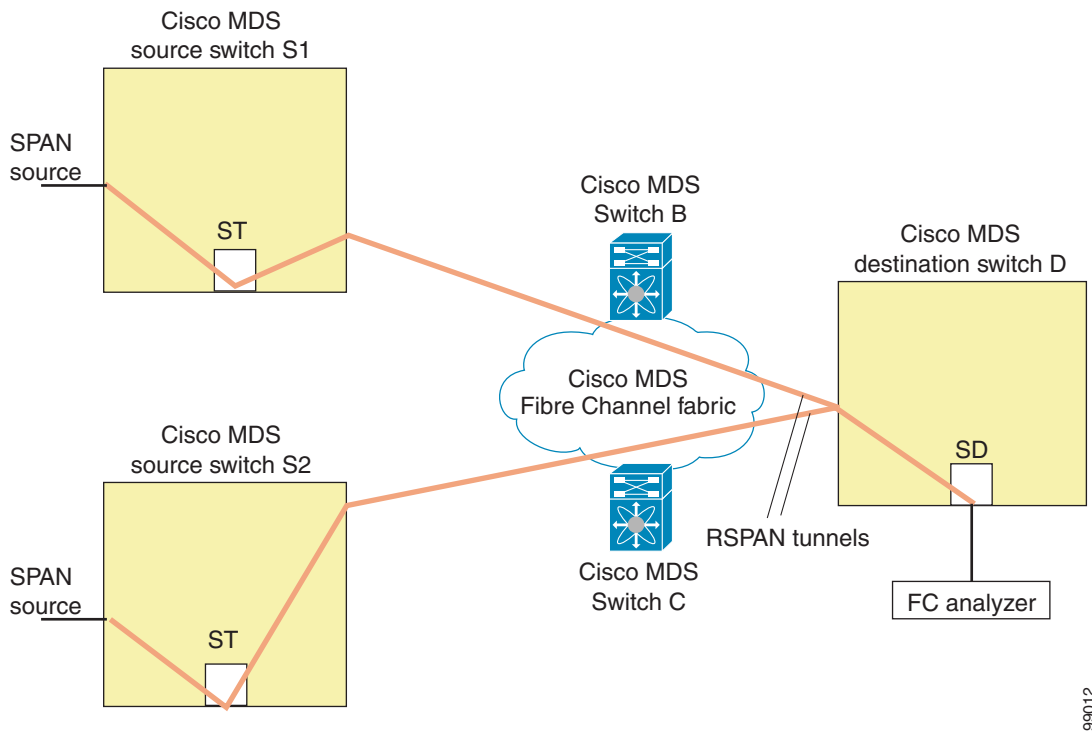 Cisco MDS
source switch S1
SPAN
source
ST
Cisco MDS
Switch B
Cisco MDS
destination switch D
Cisco MDS
Fibre Channel fabric
Cisco MDS
source switch S2
SD
RSPAN tunnels
Cisco MDS
Switch C
SPAN
source
FC analyzer
ST
99012